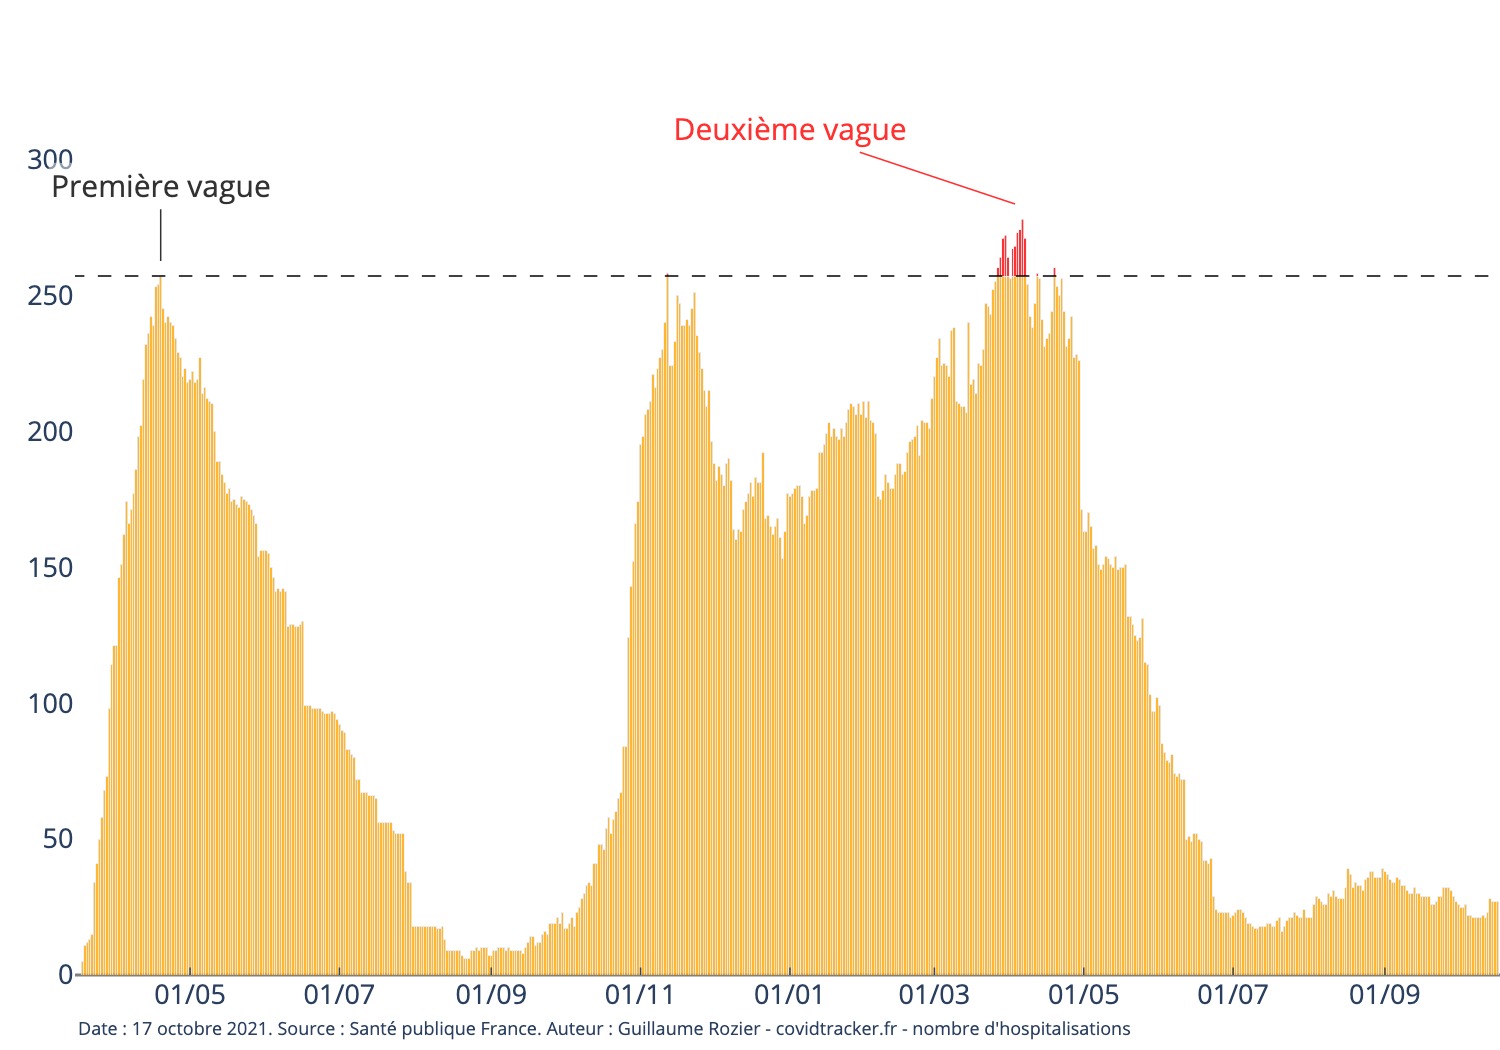 Deuxième vague
300
Première vague
250
200
150
100
50
0
01/05 01/07 01/09 01/11 01/01 01/03 01/05 01/07 01/09
Date : 17 octobre 2021. Source : Santé publique France. Auteur : Guillaume Rozier - covidtracker.fr - nombre d'hospitalisations